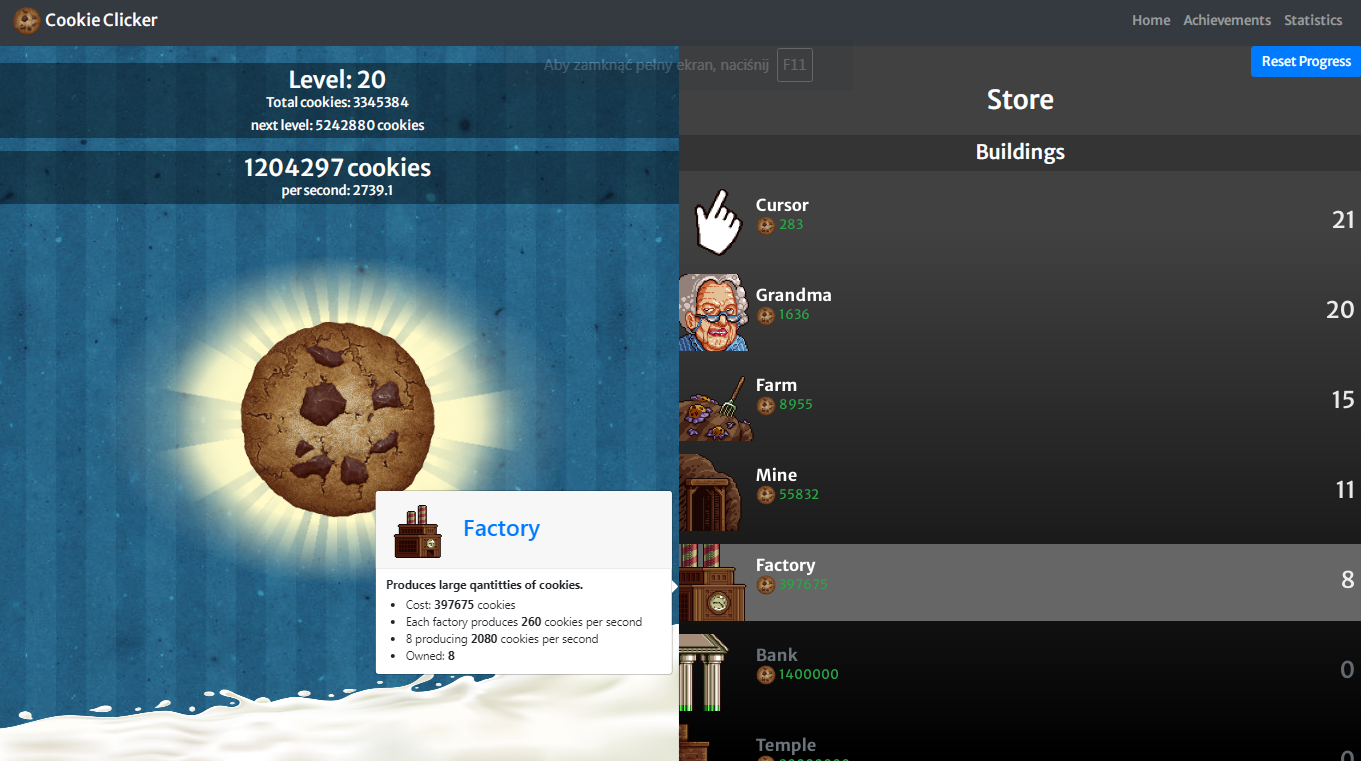 Cookie Clicker
Home Achievements Statistics
Aby zamknąć pełny ekran, naciśnij F11
Reset Progress
Level: 20
Total cookies: 3345384
next level: 5242880 cookies
1204297 cookies
per second: 2739.1
Store
Buildings
Cursor
283
21
Grandma
1636
20
Farm
8955
15
Mine
55832
11
Factory
397675
8
Bank
1400000
0
Temple
0
Factory
Produces large qantitties of cookies.
Cost: 397675 cookies
Each factory produces 260 cookies per second
8 producing 2080 cookies per second
Owned: 8